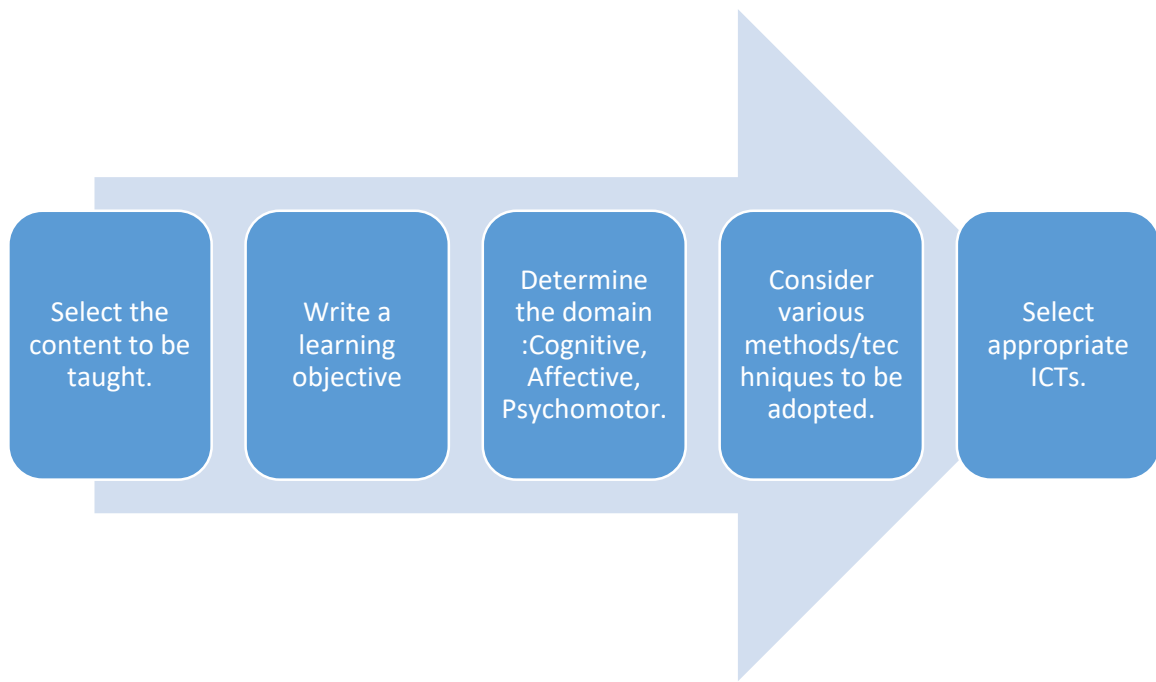 Select the
content to be
taught.
Write a
learning
objective
Determine
the domain
:Cognitive,
Affective,
Psychomotor.
Consider
various
methods/tec
hniques to be
adopted.
Select
appropriate
ICTs.